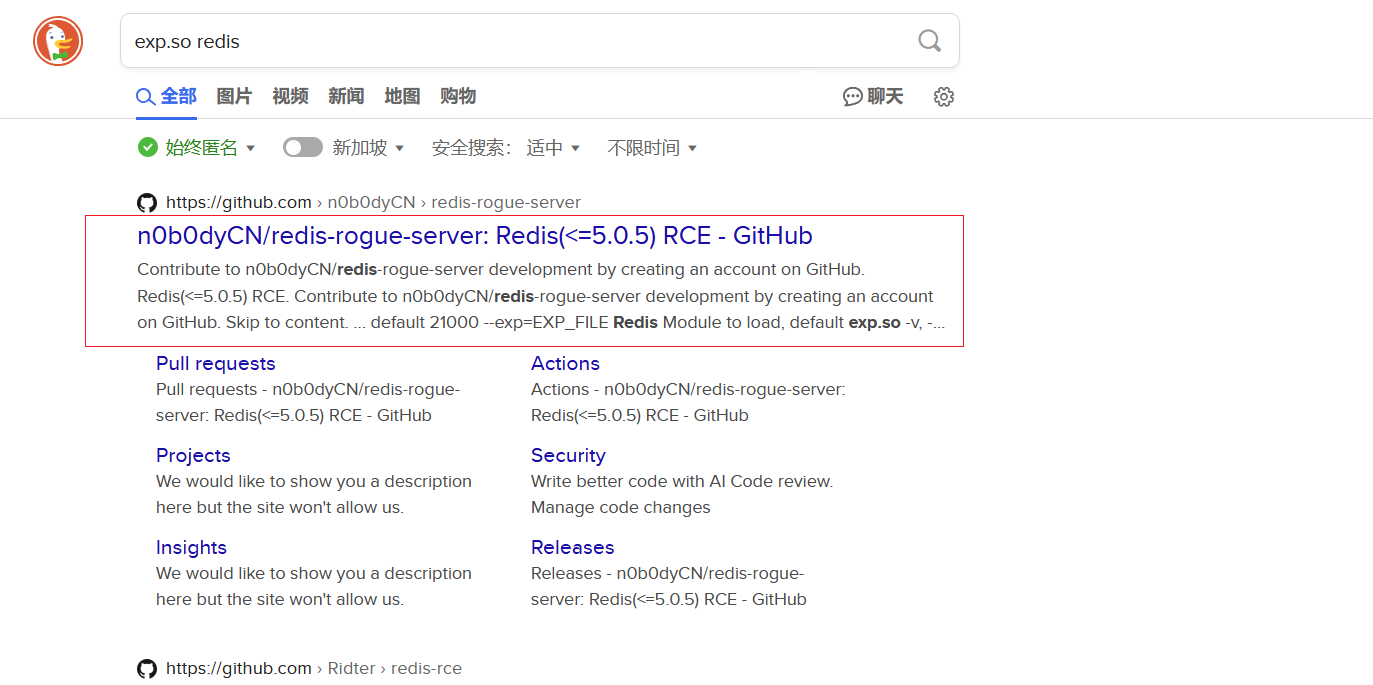 exp.so redis
全部 图片 视频 新闻 地图 购物 聊天
始终匿名 新加坡 安全搜索： 适中 不限时间
https://github.com › n0b0dyCN › redis-rogue-server
n0b0dyCN/redis-rogue-server: Redis(<=5.0.5) RCE - GitHub
Contribute to n0b0dyCN/redis-rogue-server development by creating an account on GitHub.
Redis(<=5.0.5) RCE. Contribute to n0b0dyCN/redis-rogue-server development by creating an account
on GitHub. Skip to content. ... default 21000 --exp=EXP_FILE Redis Module to load, default exp.so -v, -...
Pull requests
Pull requests - n0b0dyCN/redis-rogue-
server: Redis(<=5.0.5) RCE - GitHub
Actions
Actions - n0b0dyCN/redis-rogue-server:
Redis(<=5.0.5) RCE - GitHub
Projects
We would like to show you a description
here but the site won't allow us.
Security
Write better code with AI Code review.
Manage code changes
Insights
We would like to show you a description
here but the site won't allow us.
Releases
Releases - n0b0dyCN/redis-rogue-
server: Redis(<=5.0.5) RCE - GitHub
https://github.com › Ridter › redis-rce